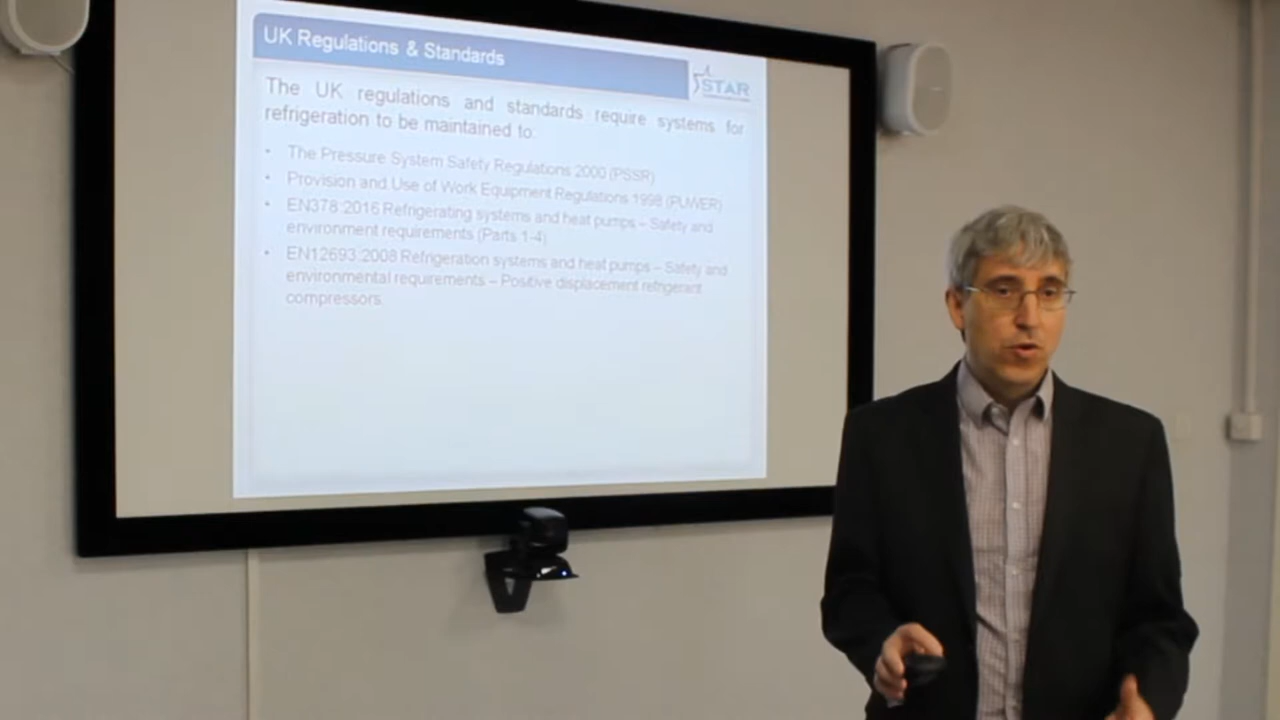 UK Regulations & Standards
STAR
The UK regulations and standards require systems for
refrigeration to be maintained to:
• The Pressure System Safety Regulations 2000 (PSSR)
• Provision and Use of Work Equipment Regulations 1998 (PUWER)
• EN378:2016 Refrigerating systems and heat pumps – Safety and
environment requirements (Parts 1-4)
• EN12693:2008 Refrigeration systems and heat pumps – Safety and
environmental requirements – Positive displacement refrigerant
compressors.